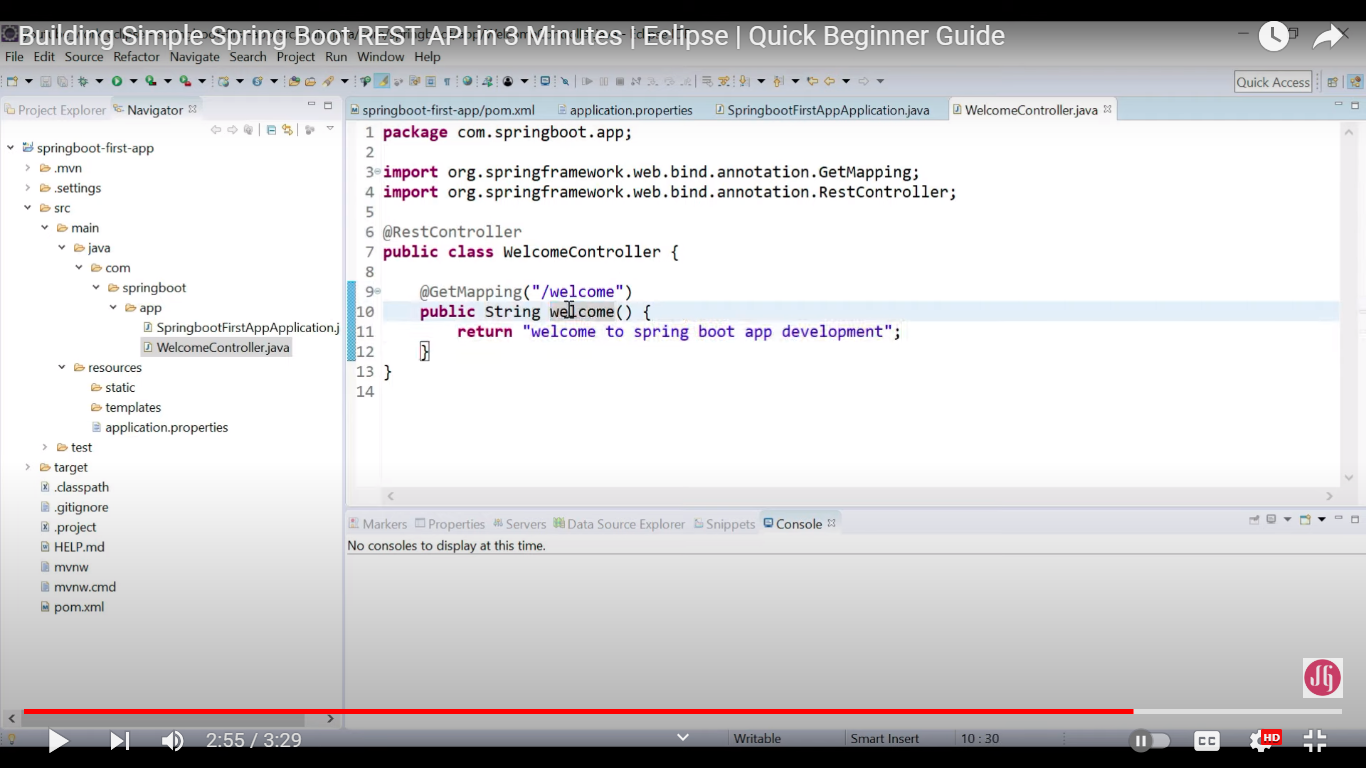 Building Simple Spring Boot REST API in 3 Minutes | Eclipse | Quick Beginner Guide
File Edit Source Refactor Navigate Search Project Run Window Help
Quick Access
Project Explorer Navigator
springboot-first-app
.mvn
.settings
src
main
java
com
springboot
app
SpringbootFirstAppApplication.j
WelcomeController.java
resources
static
templates
application.properties
test
target
.classpath
.gitignore
.project
HELP.md
mvnw
mvnw.cmd
pom.xml
springboot-first-app/pom.xml application.properties SpringbootFirstAppApplication.java WelcomeController.java
1 package com.springboot.app;
2
3 import org.springframework.web.bind.annotation.GetMapping;
4 import org.springframework.web.bind.annotation.RestController;
5
6 @RestController
7 public class WelcomeController {
8
9 @GetMapping("/welcome")
10 public String welcome() {
11 return "welcome to spring boot app development";
12 }
13 }
14
Markers Properties Servers Data Source Explorer Snippets Console
No consoles to display at this time.
Writable Smart Insert 10 : 30
2:55 / 3:29
CC
HD